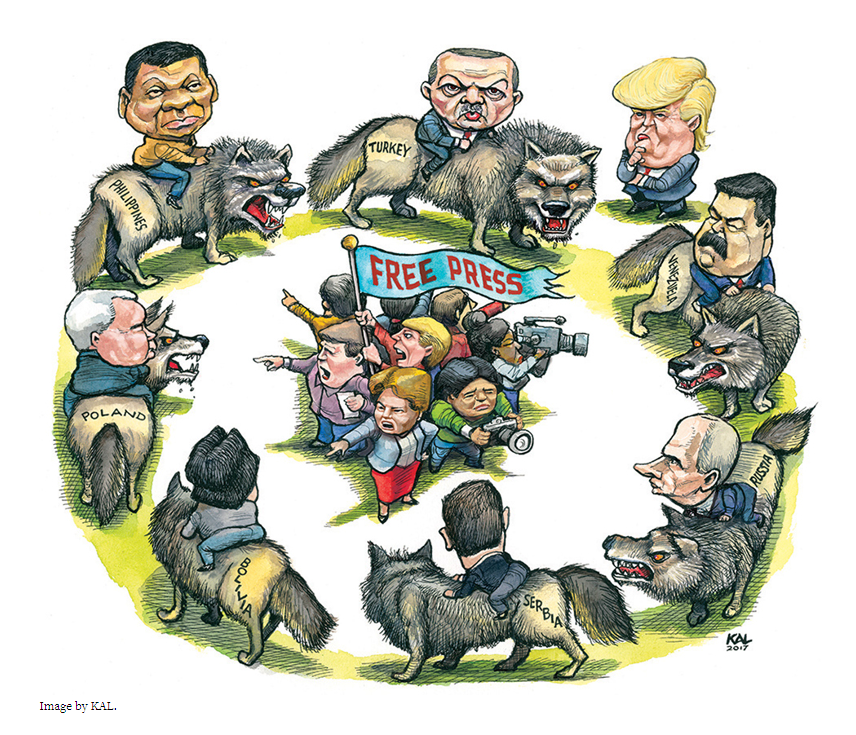 PHILIPPINES
TURKEY
FREE PRESS
VENEZUELA
POLAND
RUSSIA
BOLIVIA
SERBIA
KAL
2017
Image by KAL.